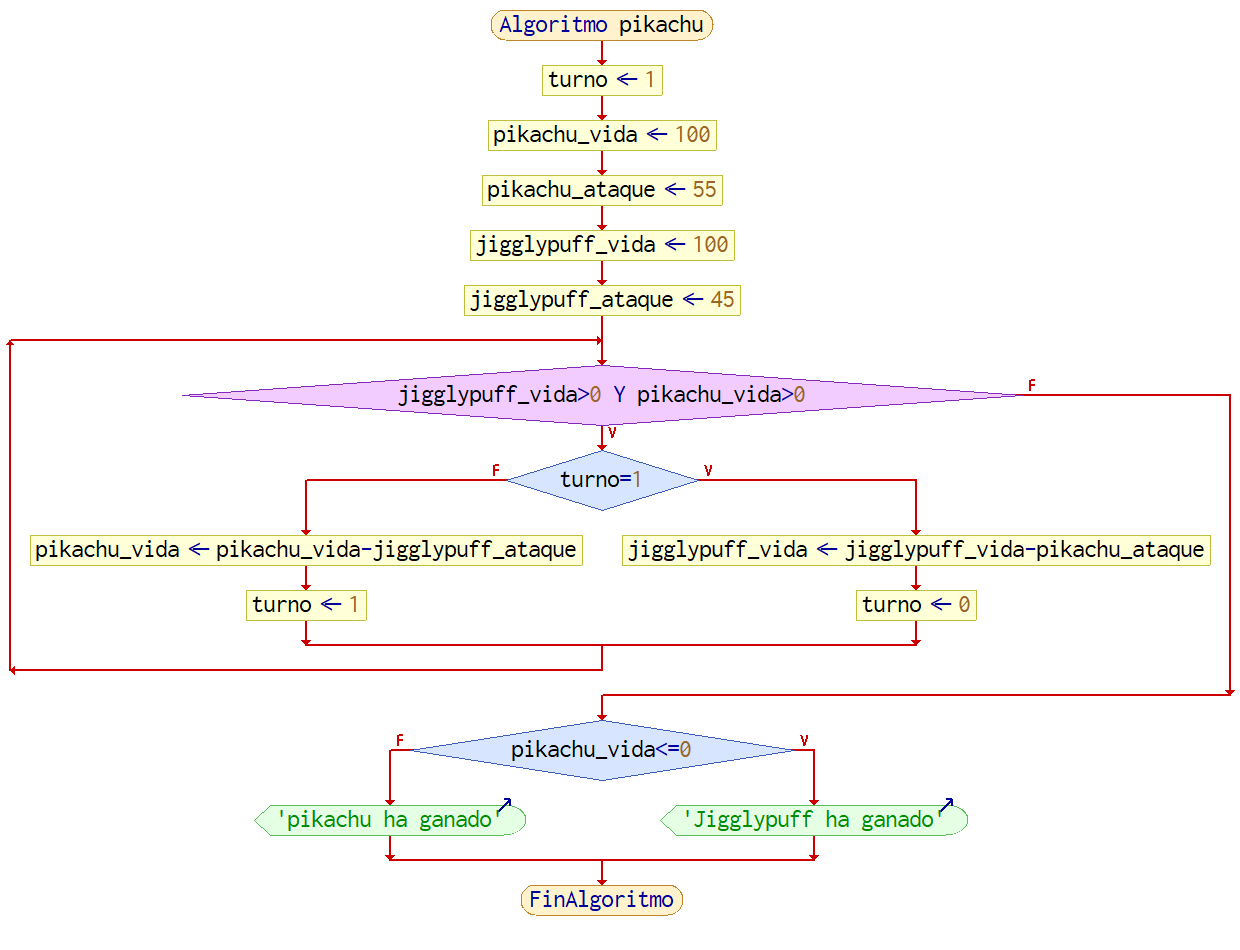 Algoritmo pikachu
turno ← 1
pikachu_vida ← 100
pikachu_ataque ← 55
jigglypuff_vida ← 100
jigglypuff_ataque ← 45
jigglypuff_vida>0 Y pikachu_vida>0
F
V
turno=1
F
V
pikachu_vida ← pikachu_vida-jigglypuff_ataque
jigglypuff_vida ← jigglypuff_vida-pikachu_ataque
turno ← 1
turno ← 0
pikachu_vida<=0
F
V
'pikachu ha ganado'
'Jigglypuff ha ganado'
FinAlgoritmo